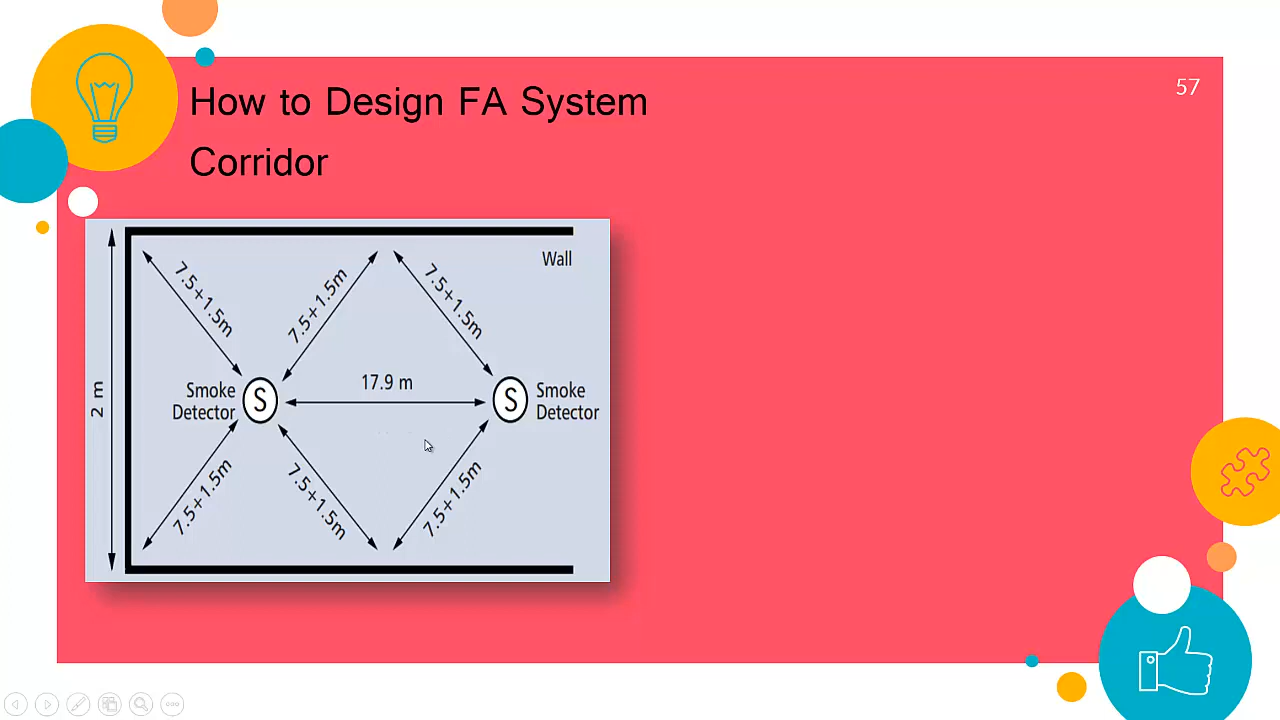 How to Design FA System
57
Corridor
Wall
7.5+1.5m
7.5+1.5m
7.5+1.5m
2 m
17.9 m
Smoke
Detector
S
S
Smoke
Detector
7.5+1.5m
7.5+1.5m
7.5+1.5m